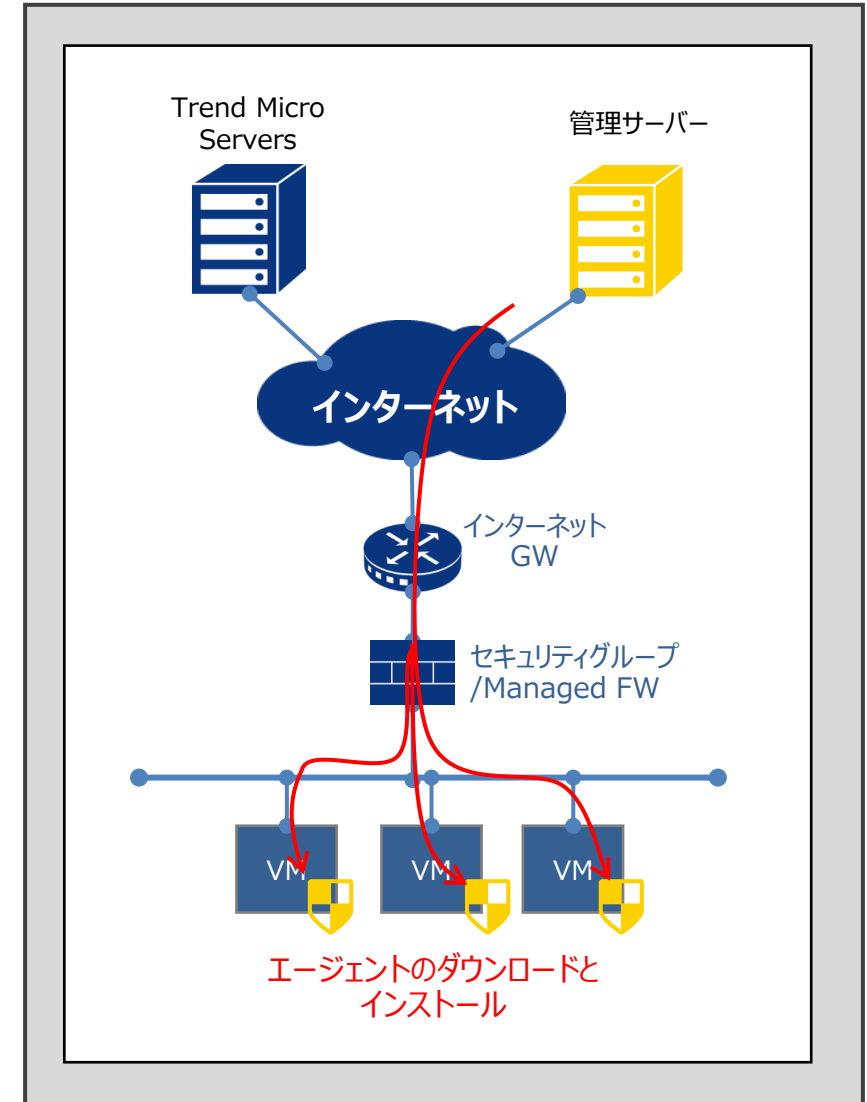 Trend Micro
Servers
管理サーバー
インターネット
インターネット
GW
セキュリティグループ
/Managed FW
VM
VM
VM
エージェントのダウンロードと
インストール